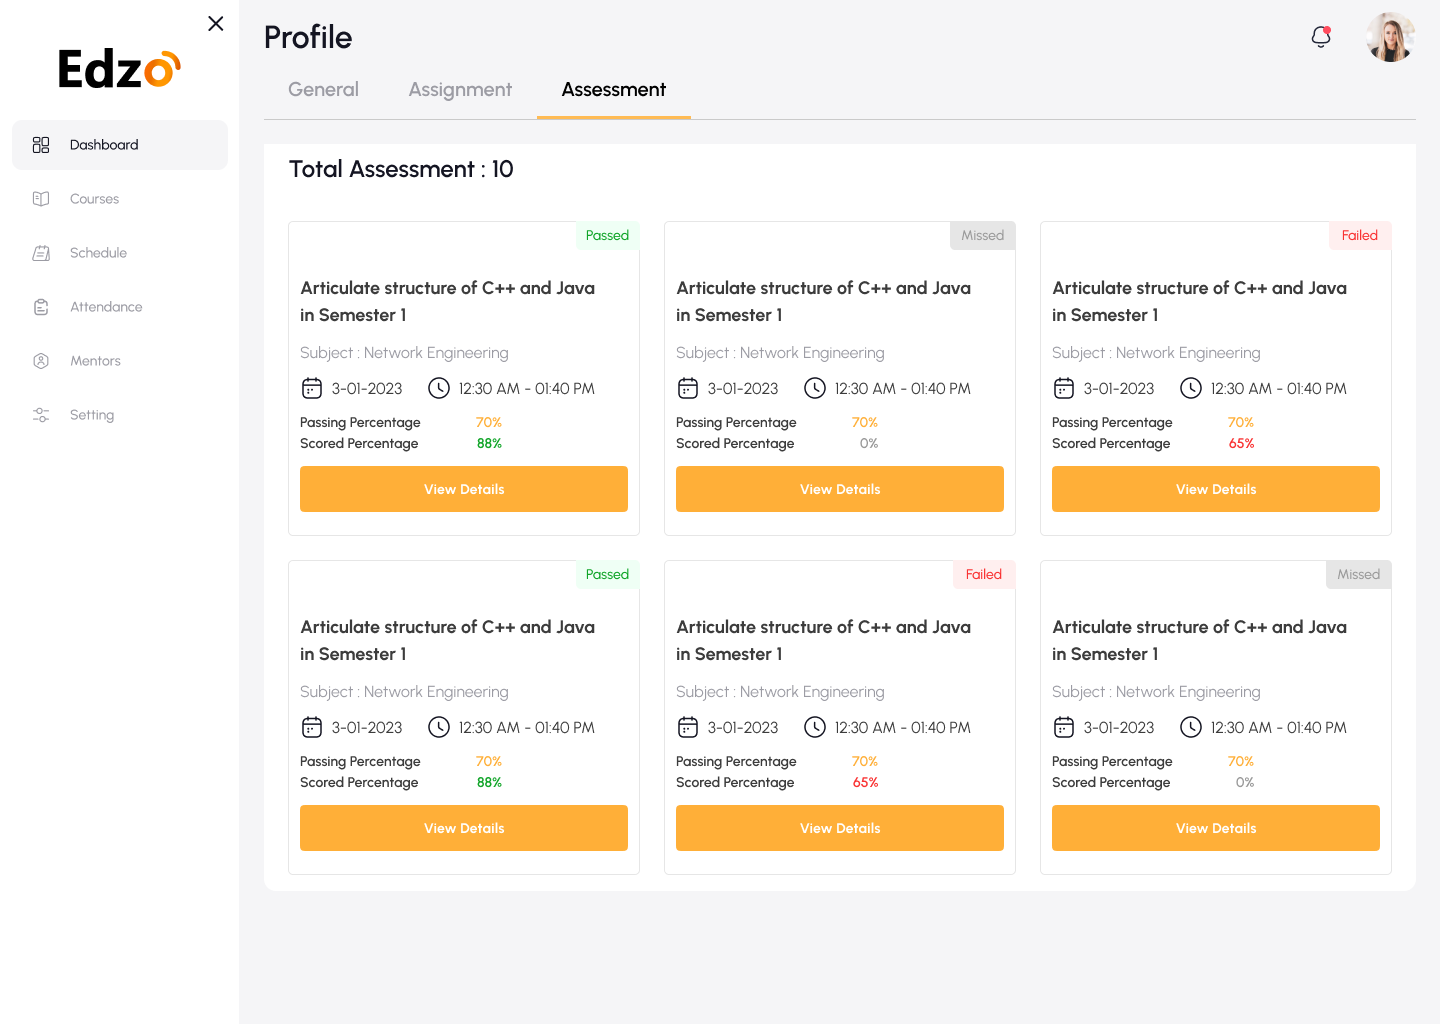 Edzo
Dashboard
Courses
Schedule
Attendance
Mentors
Setting
Profile
General Assignment Assessment
Total Assessment : 10
Passed
Articulate structure of C++ and Java
in Semester 1
Subject : Network Engineering
3-01-2023 12:30 AM - 01:40 PM
Passing Percentage 70%
Scored Percentage 88%
View Details
Missed
Articulate structure of C++ and Java
in Semester 1
Subject : Network Engineering
3-01-2023 12:30 AM - 01:40 PM
Passing Percentage 70%
Scored Percentage 0%
View Details
Failed
Articulate structure of C++ and Java
in Semester 1
Subject : Network Engineering
3-01-2023 12:30 AM - 01:40 PM
Passing Percentage 70%
Scored Percentage 65%
View Details
Passed
Articulate structure of C++ and Java
in Semester 1
Subject : Network Engineering
3-01-2023 12:30 AM - 01:40 PM
Passing Percentage 70%
Scored Percentage 88%
View Details
Failed
Articulate structure of C++ and Java
in Semester 1
Subject : Network Engineering
3-01-2023 12:30 AM - 01:40 PM
Passing Percentage 70%
Scored Percentage 65%
View Details
Missed
Articulate structure of C++ and Java
in Semester 1
Subject : Network Engineering
3-01-2023 12:30 AM - 01:40 PM
Passing Percentage 70%
Scored Percentage 0%
View Details